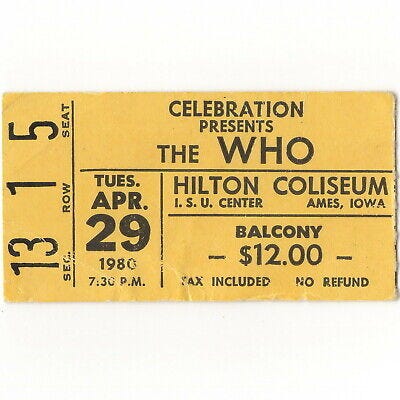 13 1 5
SEC. ROW SEAT
CELEBRATION
PRESENTS
THE WHO
TUES.
APR.
29
1980
7:30 P.M.
HILTON COLISEUM
I. S. U. CENTER AMES, IOWA
BALCONY
- $12.00 -
TAX INCLUDED NO REFUND